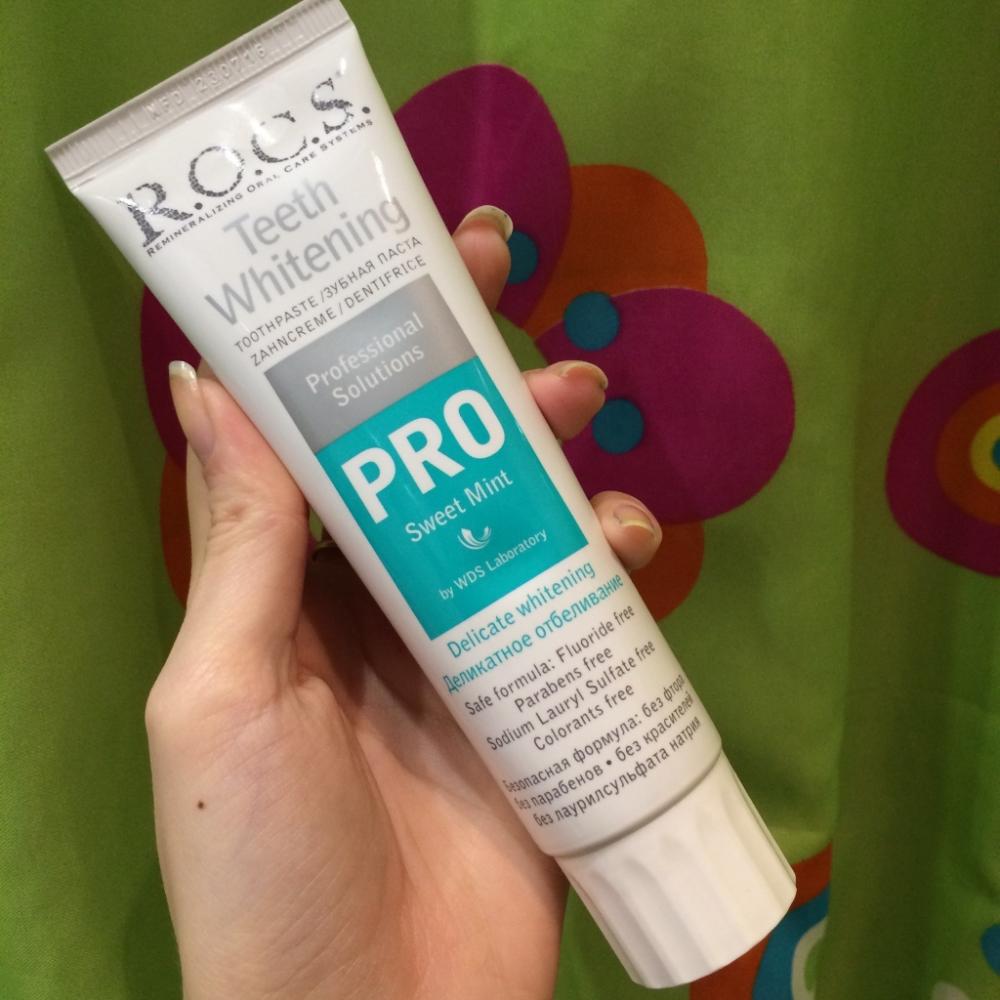 MFD 230716
R.O.C.S.
REMINERALIZING ORAL CARE SYSTEMS
Teeth
Whitening
TOOTHPASTE/ЗУБНАЯ ПАСТА
ZAHNCREME/DENTIFRICE
Professional
Solutions
PRO
Sweet Mint
by WDS Laboratory
Delicate whitening
Деликатное отбеливание
Safe formula: Fluoride free
Parabens free
Sodium Lauryl Sulfate free
Colorants free
Безопасная формула: без фтора
без парабенов • без красителей
без лаурилсульфата натрия